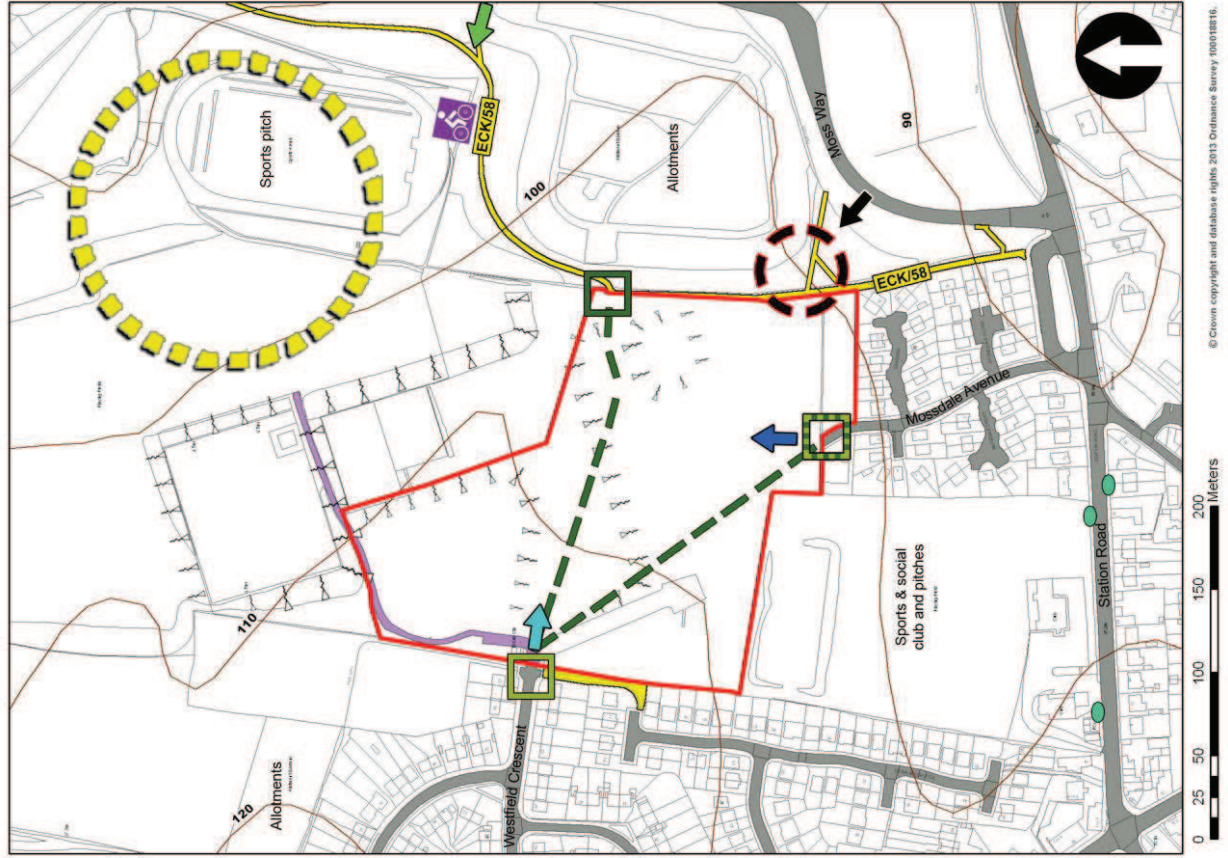 Sports pitch
ECK/58
100
Allotments
Moss Way
90
ECK/58
Mossdale Avenue
110
Westfield Crescent
Allotments
120
Sports & social
club and pitches
Station Road
0 25 50 100 150 200
Meters
© Crown copyright and database rights 2013 Ordnance Survey 100018816.